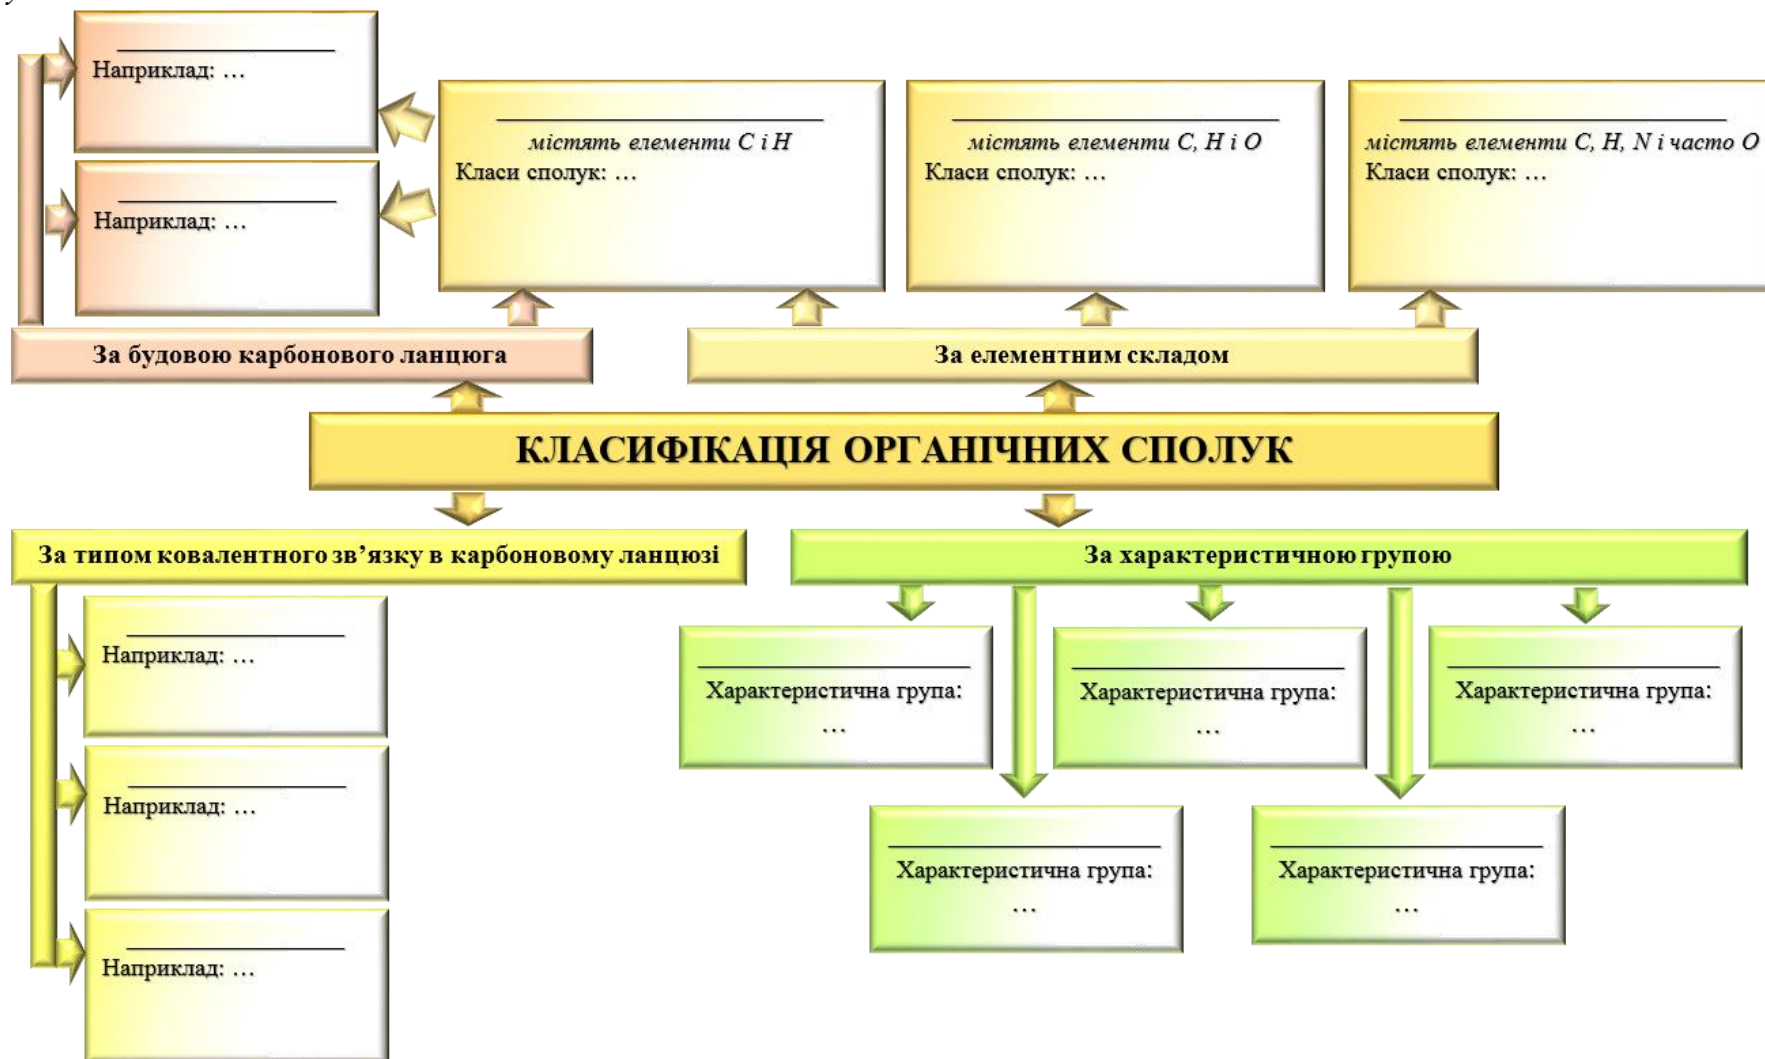 Наприклад: …
Наприклад: …
містять елементи С і Н
Класи сполук: …
містять елементи С, Н і О
Класи сполук: …
містять елементи С, Н, N і часто О
Класи сполук: …
За будовою карбонового ланцюга
За елементним складом
КЛАСИФІКАЦІЯ ОРГАНІЧНИХ СПОЛУК
За типом ковалентного зв’язку в карбоновому ланцюзі
За характеристичною групою
Наприклад: …
Наприклад: …
Наприклад: …
Характеристична група:
…
Характеристична група:
…
Характеристична група:
…
Характеристична група:
…
Характеристична група:
…